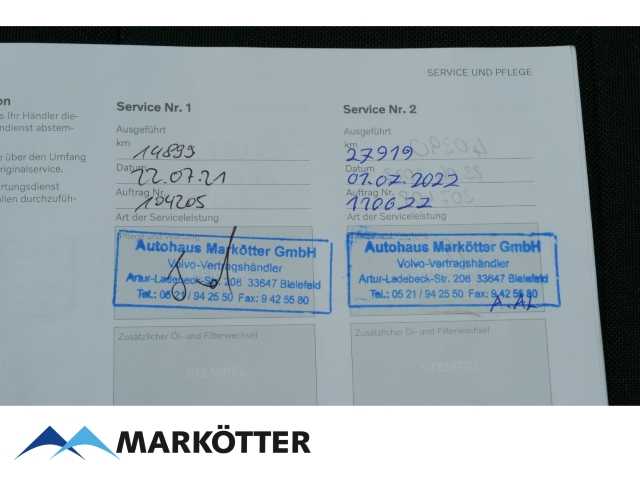 SERVICE UND PFLEGE
on
s Ihr Händler die-
ndienst abstem-
e über den Umfang
riginalservice.
rtungsdienst
llen durchzufüh-
Service Nr. 1
Ausgeführt
km
14899
Datum
22.07.21
Auftrag Nr.
104205
Art der Serviceleistung
Autohaus Markötter GmbH
Volvo-Vertragshändler
Artur-Ladebeck-Str. 206 33647 Bielefeld
Tel.: 05 21 / 94 25 50 Fax: 9 42 55 80
Zusätzlicher Öl- und Filterwechsel
STEMPEL
Service Nr. 2
Ausgeführt
km
27919
Datum
01.07.2022
Auftrag Nr.
110622
Art der Serviceleistung
Autohaus Markötter GmbH
Volvo-Vertragshändler
Artur-Ladebeck-Str. 206 33647 Bielefeld
Tel.: 05 21 / 94 25 50 Fax: 9 42 55 80
Zusätzlicher Öl- und Filterwechsel
STEMPEL
MARKÖTTER